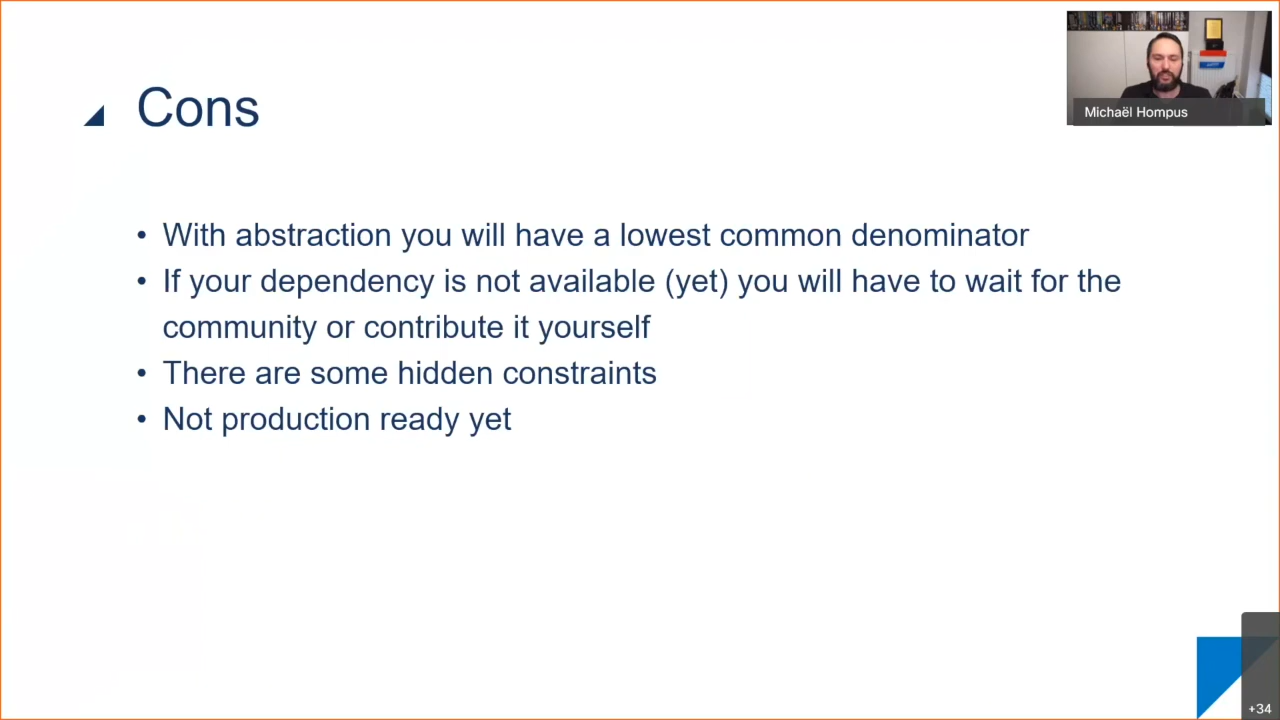 Cons
• With abstraction you will have a lowest common denominator
• If your dependency is not available (yet) you will have to wait for the
community or contribute it yourself
• There are some hidden constraints
• Not production ready yet
Michaël Hompus
+34